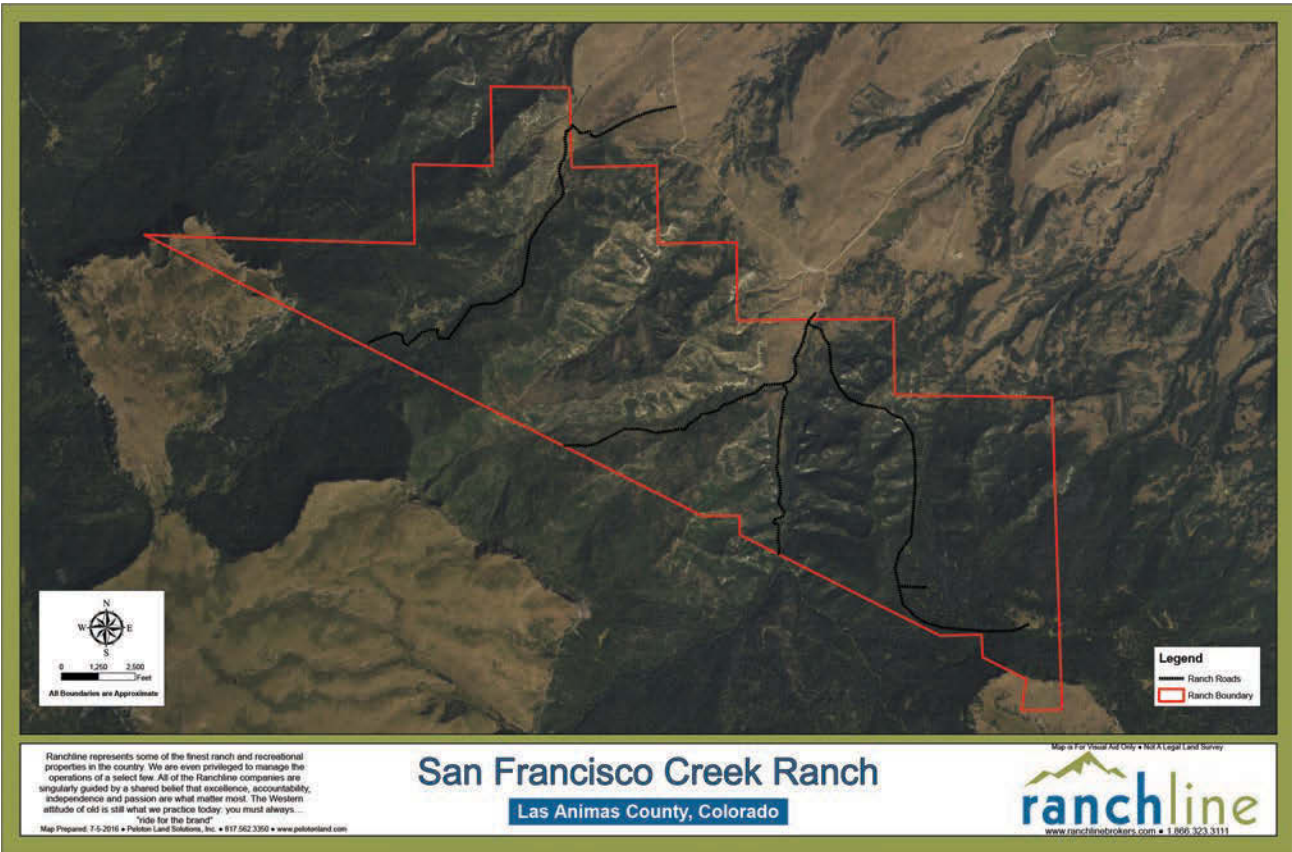 N
W E
S
0 1,250 2,500
Feet
All Boundaries are Approximate
Legend
Ranch Roads
Ranch Boundary
Ranchline represents some of the finest ranch and recreational
properties in the country. We are even privileged to manage the
operations of a select few. All of the Ranchline companies are
singularly guided by a shared belief that excellence, accountability,
independence and passion are what matter most. The Western
attitude of old is still what we practice today: you must always...
"ride for the brand"
Map Prepared: 7-5-2016 • Peloton Land Solutions, Inc. • 817.562.3350 • www.pelotonland.com
San Francisco Creek Ranch
Las Animas County, Colorado
Map is For Visual Aid Only • Not A Legal Land Survey
ranchline
www.ranchlinebrokers.com • 1.866.323.3111